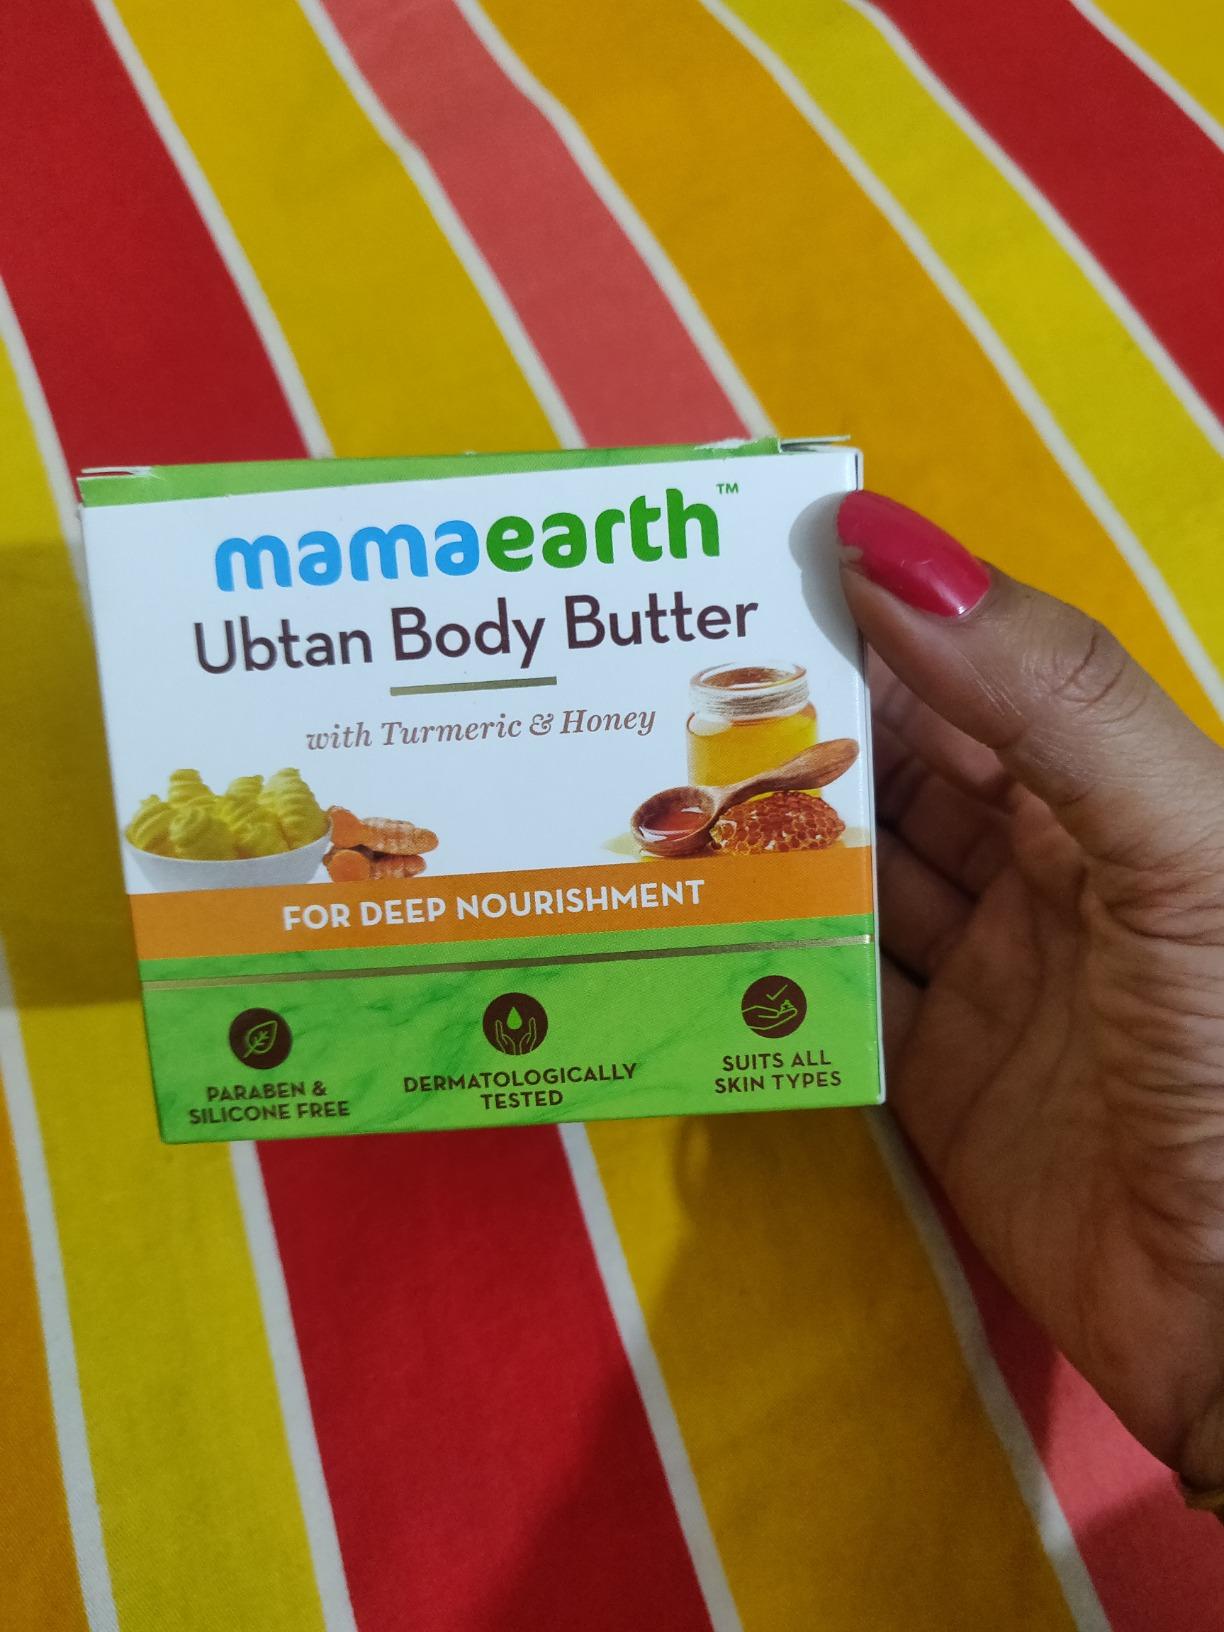 mamaearth™
Ubtan Body Butter
with Turmeric & Honey
FOR DEEP NOURISHMENT
PARABEN &
SILICONE FREE
DERMATOLOGICALLY
TESTED
SUITS ALL
SKIN TYPES